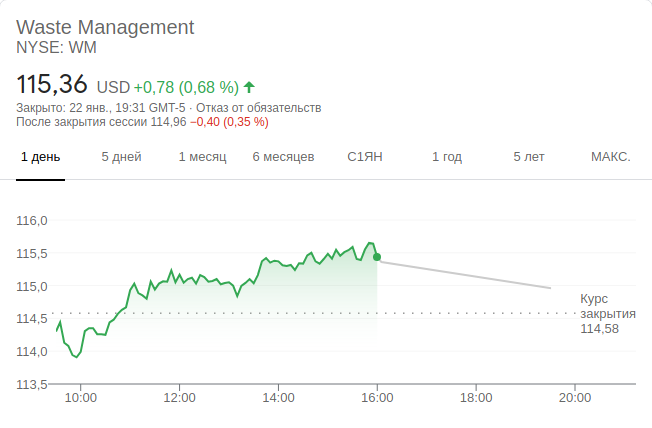 Waste Management
NYSE: WM
115,36 USD +0,78 (0,68 %)
Закрыто: 22 янв., 19:31 GMT-5 · Отказ от обязательств
После закрытия сессии 114,96 −0,40 (0,35 %)
1 день 5 дней 1 месяц 6 месяцев С1ЯН 1 год 5 лет МАКС.
116,0
115,5
115,0
114,5
114,0
113,5
Курс
закрытия
114,58
10:00 12:00 14:00 16:00 18:00 20:00